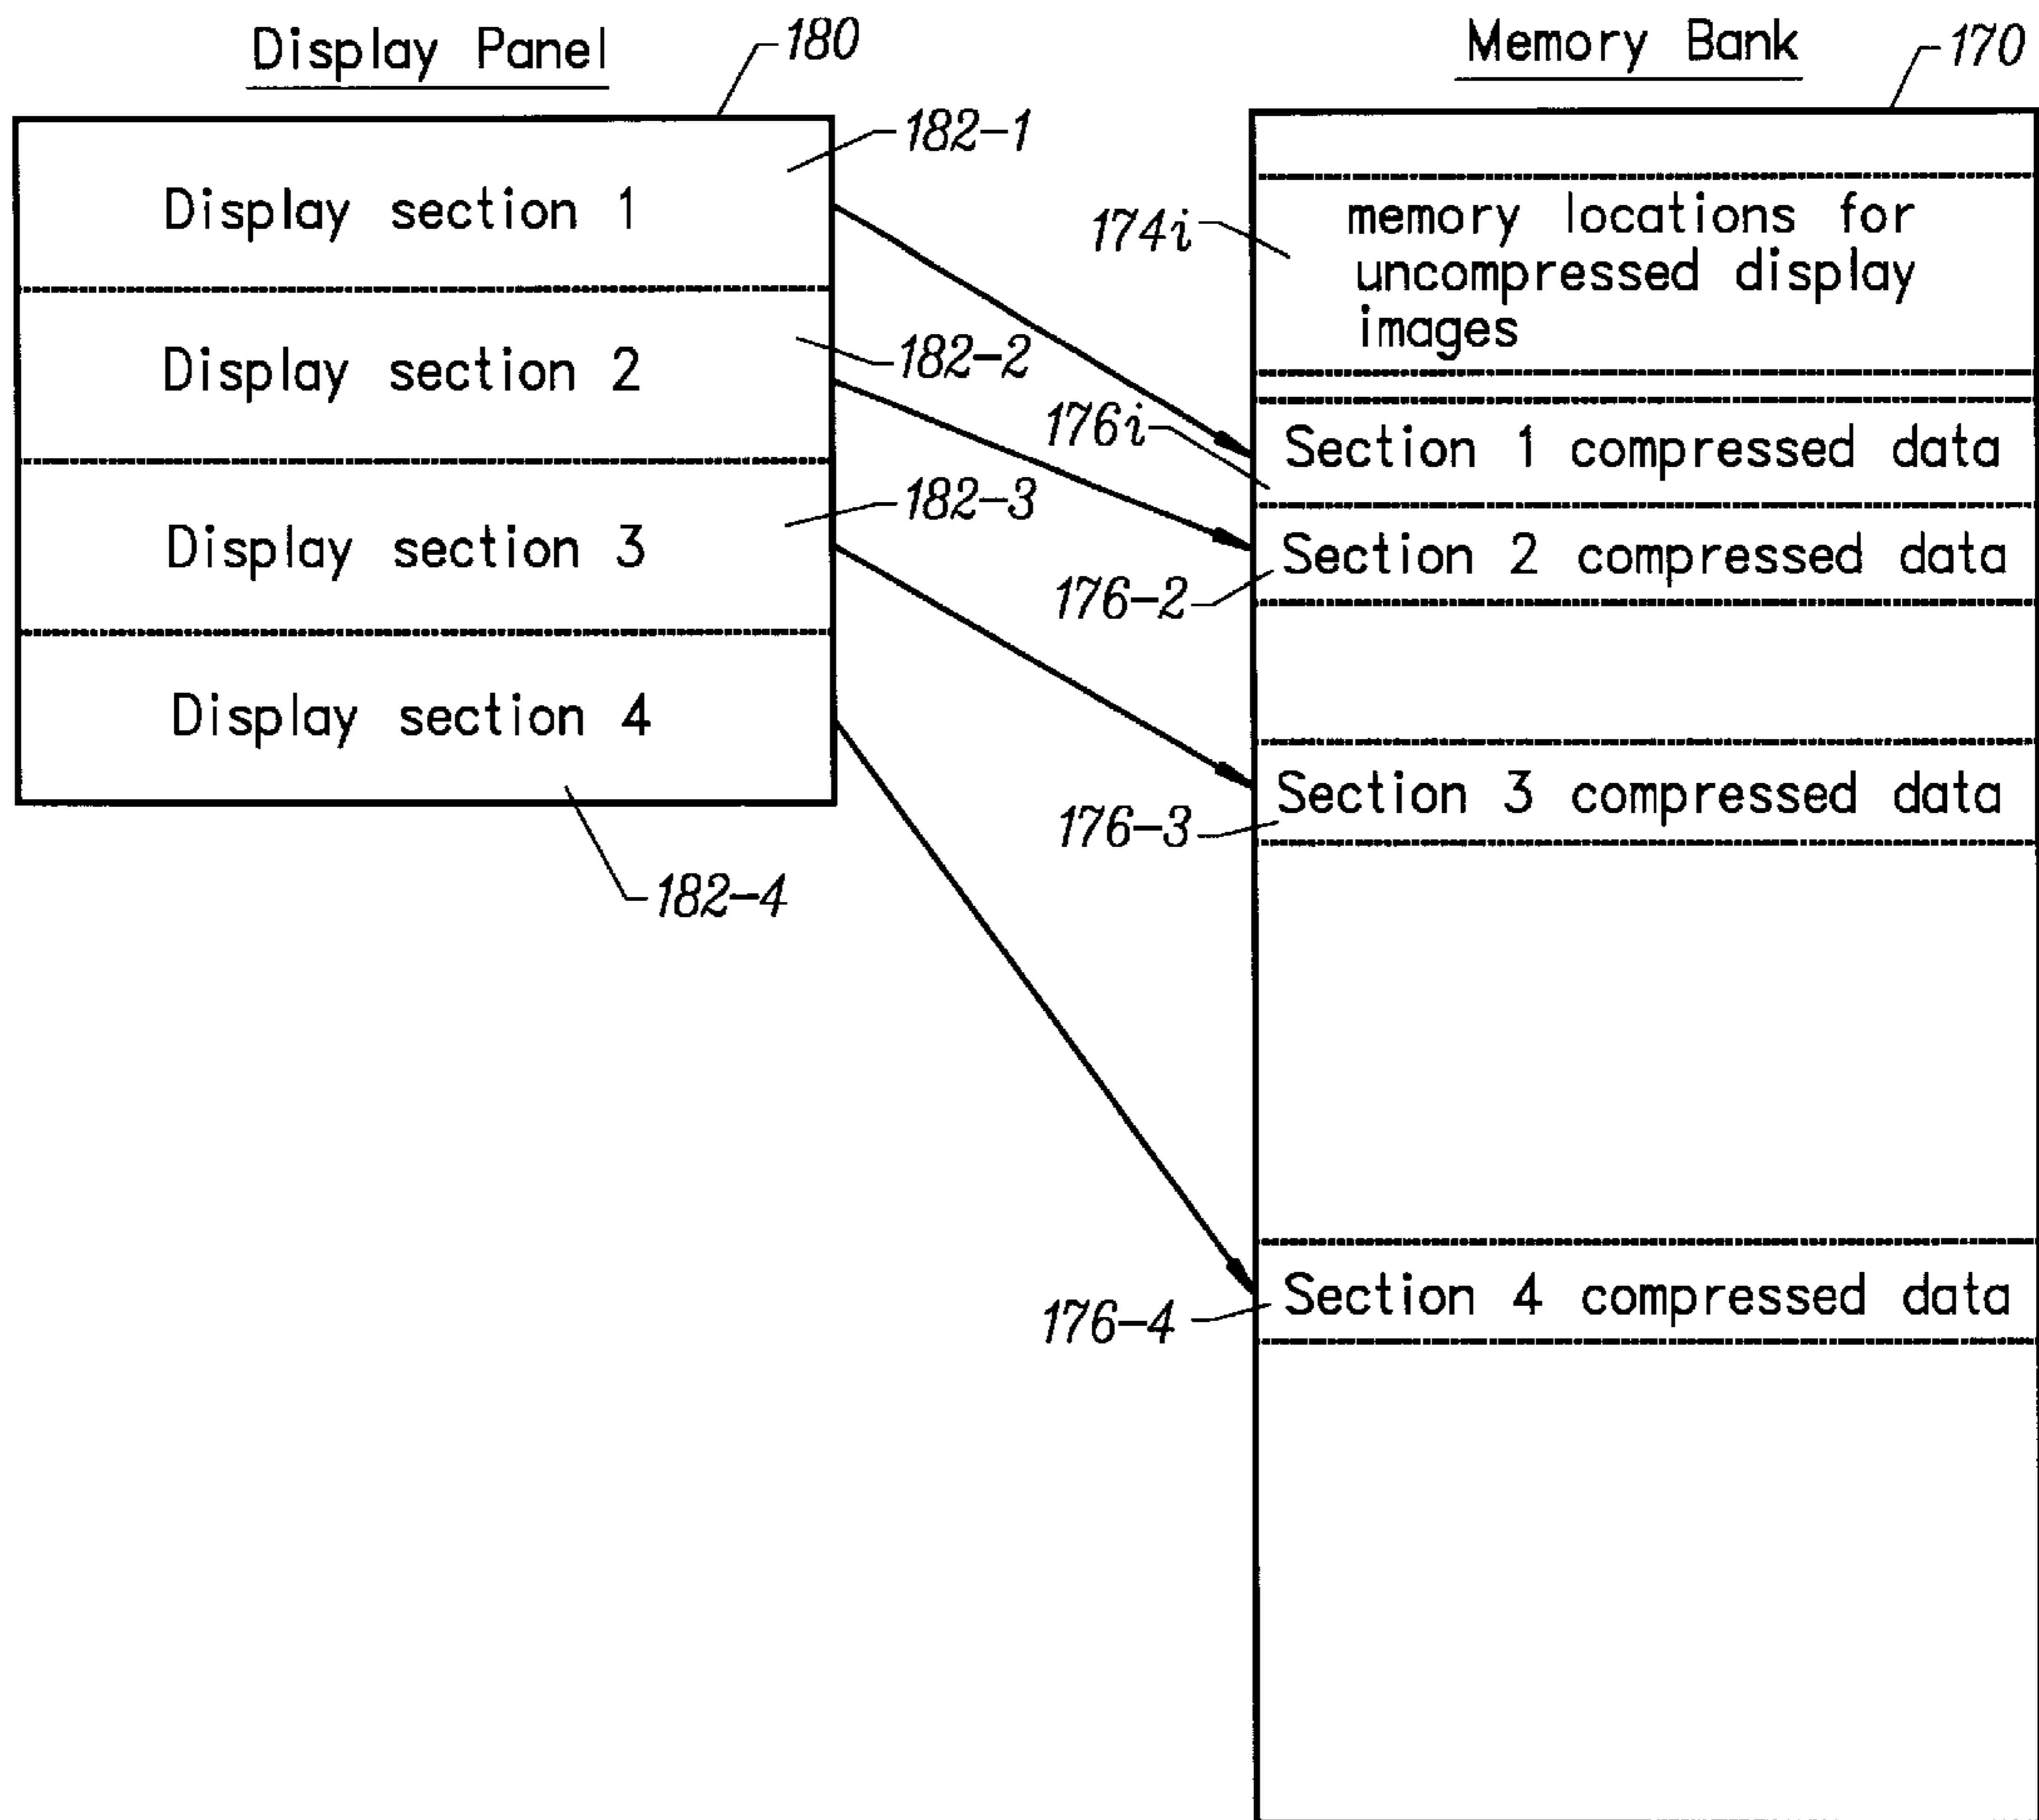 Display Panel
180
182-1
Display section 1
Display section 2
182-2
182-3
Display section 3
Display section 4
182-4
Memory Bank
170
174i
memory locations for
uncompressed display
images
176i
Section 1 compressed data
Section 2 compressed data
176-2
Section 3 compressed data
176-3
Section 4 compressed data
176-4